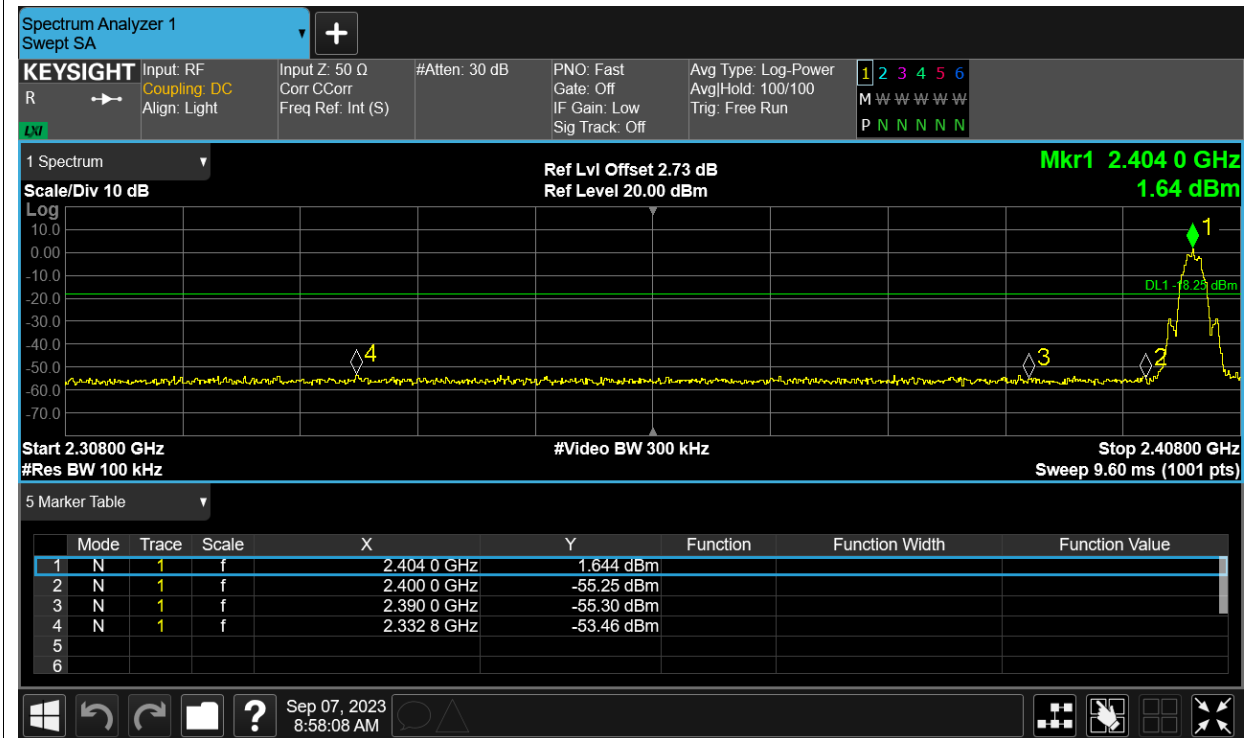 Spectrum Analyzer 1
Swept SA
+
KEYSIGHT Input: RF Input Z: 50 Ω #Atten: 30 dB PNO: Fast Avg Type: Log-Power 1 2 3 4 5 6
R Coupling: DC Corr CCorr Gate: Off Avg|Hold: 100/100 M W W W W W
Align: Light Freq Ref: Int (S) IF Gain: Low Trig: Free Run
LXI Sig Track: Off P N N N N N
1 Spectrum Ref Lvl Offset 2.73 dB Mkr1 2.404 0 GHz
Scale/Div 10 dB Ref Level 20.00 dBm 1.64 dBm
Log
10.0 1
0.00
-10.0
DL1 -18.25 dBm
-20.0
-30.0
-40.0
4 3 2
-50.0
-60.0
-70.0
Start 2.30800 GHz #Video BW 300 kHz Stop 2.40800 GHz
#Res BW 100 kHz Sweep 9.60 ms (1001 pts)
5 Marker Table
Mode Trace Scale X Y Function Function Width Function Value
1 N 1 f 2.404 0 GHz 1.644 dBm
2 N 1 f 2.400 0 GHz -55.25 dBm
3 N 1 f 2.390 0 GHz -55.30 dBm
4 N 1 f 2.332 8 GHz -53.46 dBm
5
6
? Sep 07, 2023
8:58:08 AM